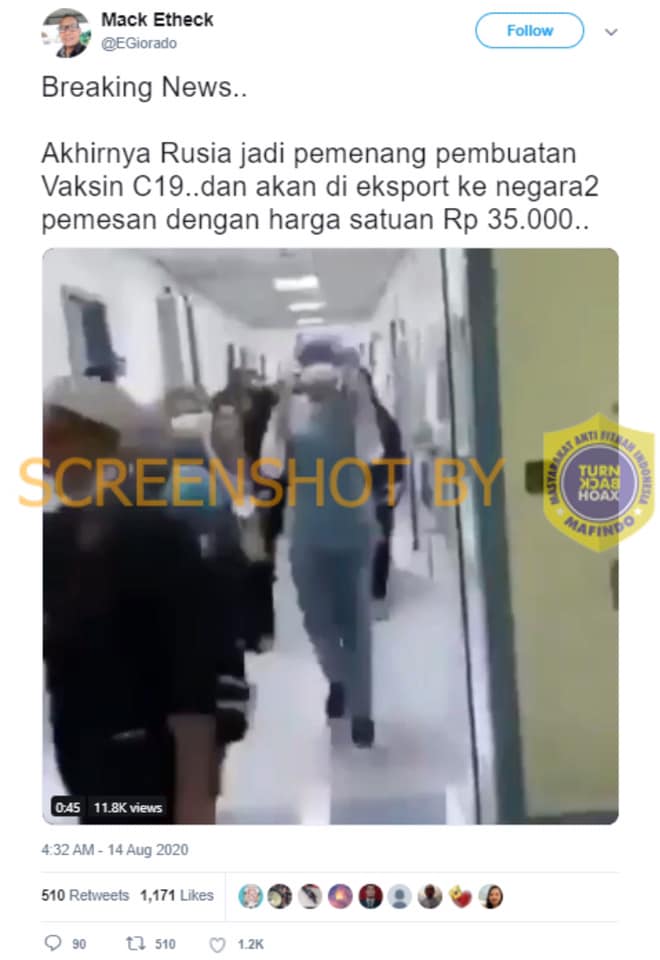 Mack Etheck
@EGiorado
Follow
Breaking News..
Akhirnya Rusia jadi pemenang pembuatan
Vaksin C19..dan akan di eksport ke negara2
pemesan dengan harga satuan Rp 35.000..
SCREENSHOT BY
MASYARAKAT ANTI FITNAH INDONESIA
TURN
BACK
HOAX
MAFINDO
0:45 11.8K views
4:32 AM - 14 Aug 2020
510 Retweets 1,171 Likes
90 510 1.2K